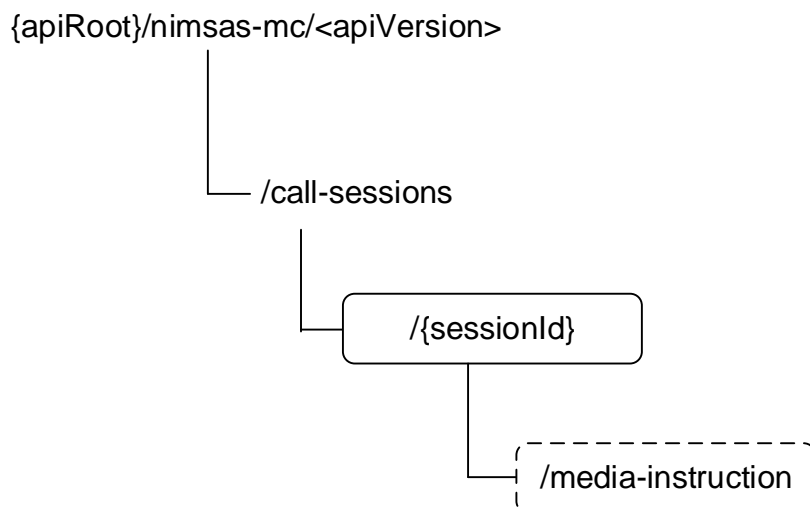 {apiRoot}/nimsas-mc/<apiVersion>
/call-sessions
/{sessionId}
/media-instruction